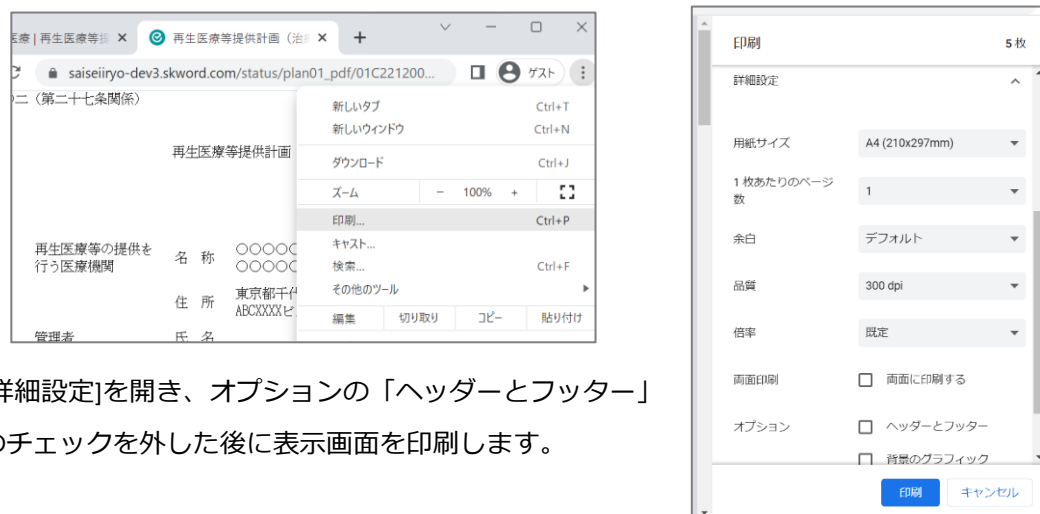 医療 | 再生医療等 ×
再生医療等提供計画（治 ×
+
saiseiiryo-dev3.skword.com/status/plan01_pdf/01C221200...
ゲスト
二（第二十七条関係）
再生医療等提供計画
再生医療等の提供を
行う医療機関
名 称
○○○○
○○○○
住 所
東京都千
ABCXXXXビ
管理者
氏 名
新しいタブ Ctrl+T
新しいウィンドウ Ctrl+N
ダウンロード Ctrl+J
ズーム - 100% +
印刷... Ctrl+P
キャスト...
検索... Ctrl+F
その他のツール
編集 切り取り コピー 貼り付け
詳細設定]を開き、オプションの「ヘッダーとフッター」
のチェックを外した後に表示画面を印刷します。
印刷 5 枚
詳細設定
用紙サイズ A4 (210x297mm)
1 枚あたりのページ
数 1
余白 デフォルト
品質 300 dpi
倍率 既定
両面印刷 両面に印刷する
オプション ヘッダーとフッター
背景のグラフィック
印刷 キャンセル